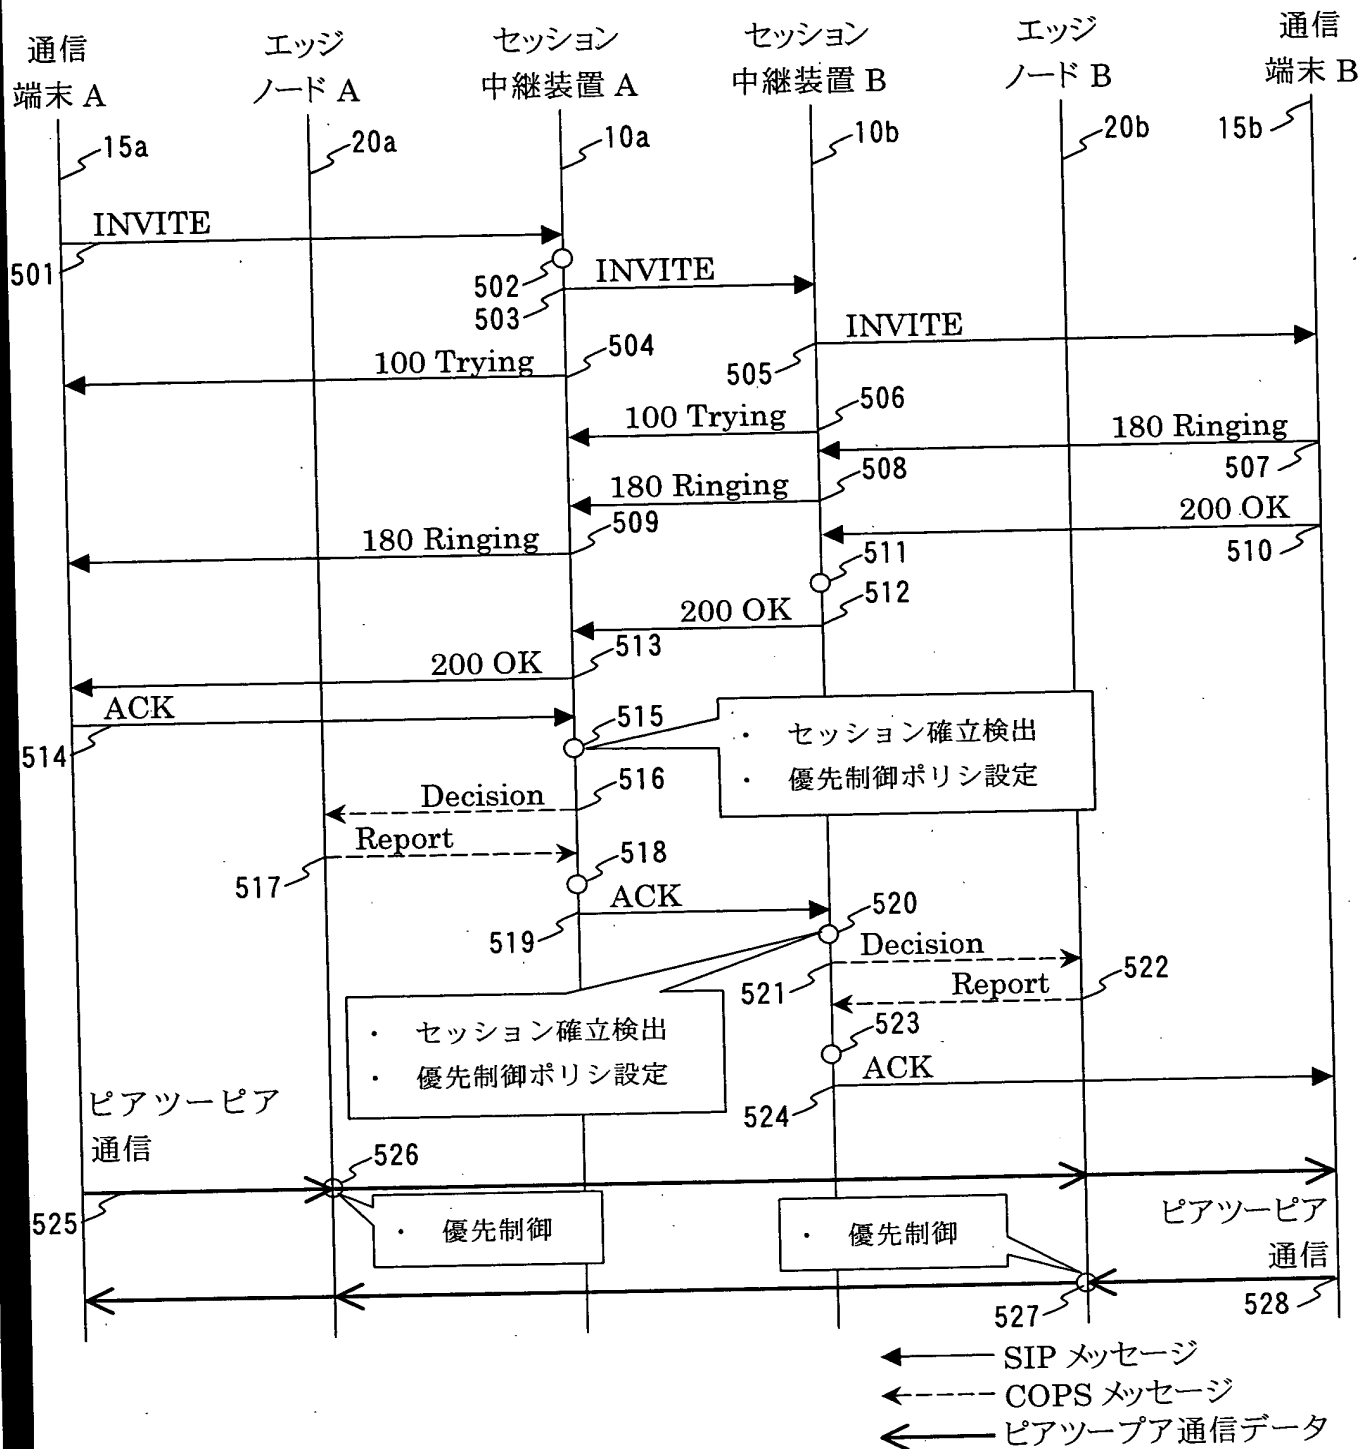 通信
端末 A
エッジ
ノード A
セッション
中継装置 A
セッション
中継装置 B
エッジ
ノード B
通信
端末 B
15a
20a
10a
10b
20b
15b
INVITE
501
502
INVITE
503
INVITE
504
100 Trying
505
506
100 Trying
180 Ringing
507
508
180 Ringing
200 OK
509
180 Ringing
510
511
512
200 OK
513
200 OK
ACK
514
515
・ セッション確立検出
・ 優先制御ポリシ設定
516
Decision
Report
517
518
ACK
519
520
Decision
521
522
Report
523
・ セッション確立検出
・ 優先制御ポリシ設定
ACK
524
ピアツーピア
通信
526
525
・ 優先制御
・ 優先制御
ピアツーピア
通信
527
528
SIP メッセージ
COPS メッセージ
ピアツープア通信データ